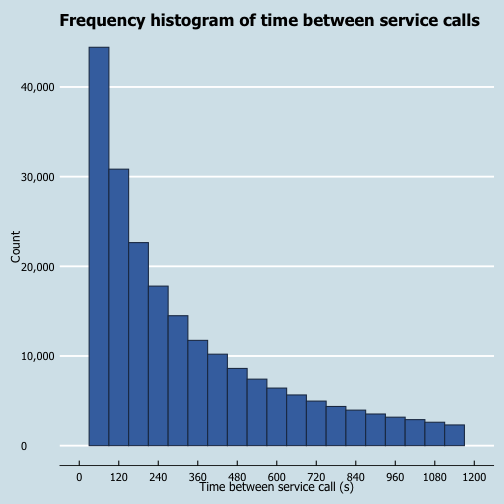 Frequency histogram of time between service calls
40,000
30,000
Count
20,000
10,000
0
0 120 240 360 480 600 720 840 960 1080 1200
Time between service call (s)